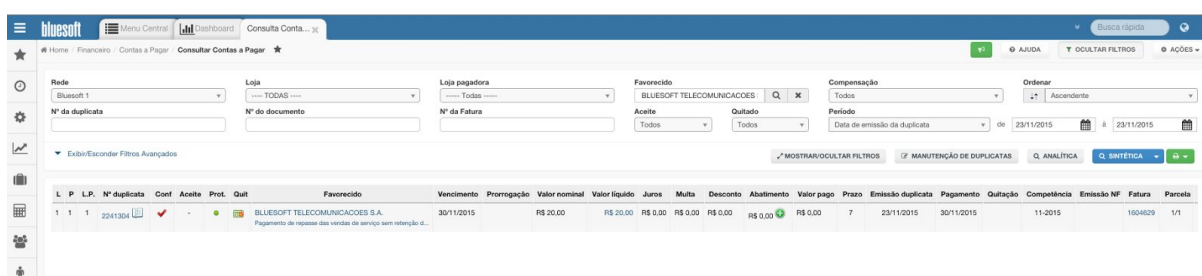 bluesoft Menu Central Dashboard Consulta Conta... Busca rápida
Home / Financeiro / Contas a Pagar / Consultar Contas a Pagar AJUDA OCULTAR FILTROS AÇÕES
Rede Loja Loja pagadora Favorecido Compensação Ordenar
Bluesoft 1 ---- TODAS ---- ------ Todas ------ BLUESOFT TELECOMUNICACOES Todos Ascendente
Nº da duplicata Nº do documento Nº da Fatura Aceite Quitado Período
Todos Todos Data de emissão da duplicata de 23/11/2015 à 23/11/2015
Exibir/Esconder Filtros Avançados MOSTRAR/OCULTAR FILTROS MANUTENÇÃO DE DUPLICATAS ANALÍTICA SINTÉTICA
L P L.P. Nº duplicata Conf Aceite Prot. Quit Favorecido Vencimento Prorrogação Valor nominal Valor líquido Juros Multa Desconto Abatimento Valor pago Prazo Emissão duplicata Pagamento Quitação Competência Emissão NF Fatura Parcela
1 1 1 2241304 - BLUESOFT TELECOMUNICACOES S.A. 30/11/2015 R$ 20,00 R$ 20,00 R$ 0,00 R$ 0,00 R$ 0,00 R$ 0,00 R$ 0,00 7 23/11/2015 30/11/2015 11-2015 1604629 1/1
Pagamento de repasse das vendas de serviço sem retenção d...